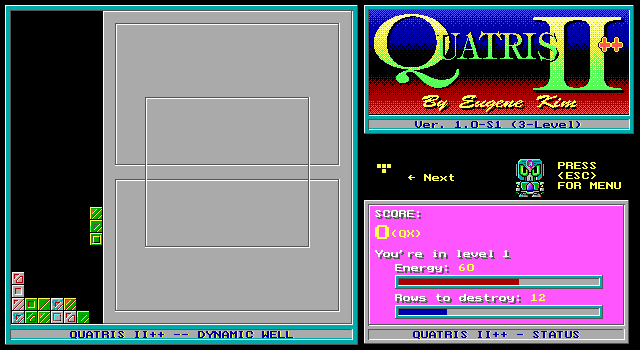 QUATRIS II++
By Eugene Kim
Ver. 1.0-S1 (3-Level)
← Next
PRESS
<ESC>
FOR MENU
SCORE:
0(QX)
You're in level 1
Energy: 60
Rows to destroy: 12
QUATRIS II++ -- DYNAMIC WELL
QUATRIS II++ - STATUS